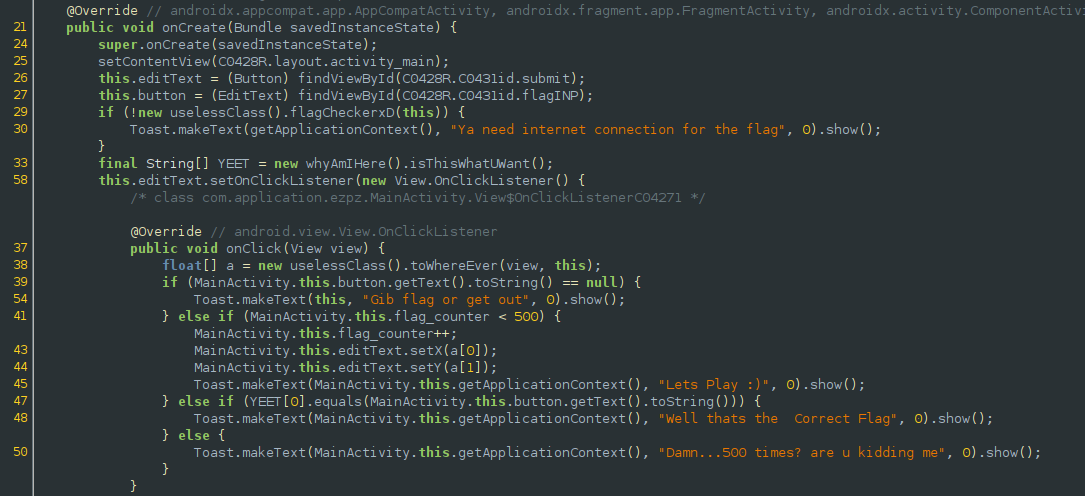 @Override // androidx.appcompat.app.AppCompatActivity, androidx.fragment.app.FragmentActivity, androidx.activity.ComponentActiv
21 public void onCreate(Bundle savedInstanceState) {
24 super.onCreate(savedInstanceState);
25 setContentView(C0428R.layout.activity_main);
26 this.editText = (Button) findViewById(C0428R.C0431id.submit);
27 this.button = (EditText) findViewById(C0428R.C0431id.flagINP);
29 if (!new uselessClass().flagCheckerxD(this)) {
30 Toast.makeText(getApplicationContext(), "Ya need internet connection for the flag", 0).show();
}
33 final String[] YEET = new whyAmIHere().isThisWhatUWant();
58 this.editText.setOnClickListener(new View.OnClickListener() {
/* class com.application.ezpz.MainActivity.View$OnClickListenerC04271 */
@Override // android.view.View.OnClickListener
37 public void onClick(View view) {
38 float[] a = new uselessClass().toWhereEver(view, this);
39 if (MainActivity.this.button.getText().toString() == null) {
54 Toast.makeText(this, "Gib flag or get out", 0).show();
41 } else if (MainActivity.this.flag_counter < 500) {
MainActivity.this.flag_counter++;
43 MainActivity.this.editText.setX(a[0]);
44 MainActivity.this.editText.setY(a[1]);
45 Toast.makeText(MainActivity.this.getApplicationContext(), "Lets Play :)", 0).show();
47 } else if (YEET[0].equals(MainActivity.this.button.getText().toString())) {
48 Toast.makeText(MainActivity.this.getApplicationContext(), "Well thats the  Correct Flag", 0).show();
} else {
50 Toast.makeText(MainActivity.this.getApplicationContext(), "Damn...500 times? are u kidding me", 0).show();
}
}